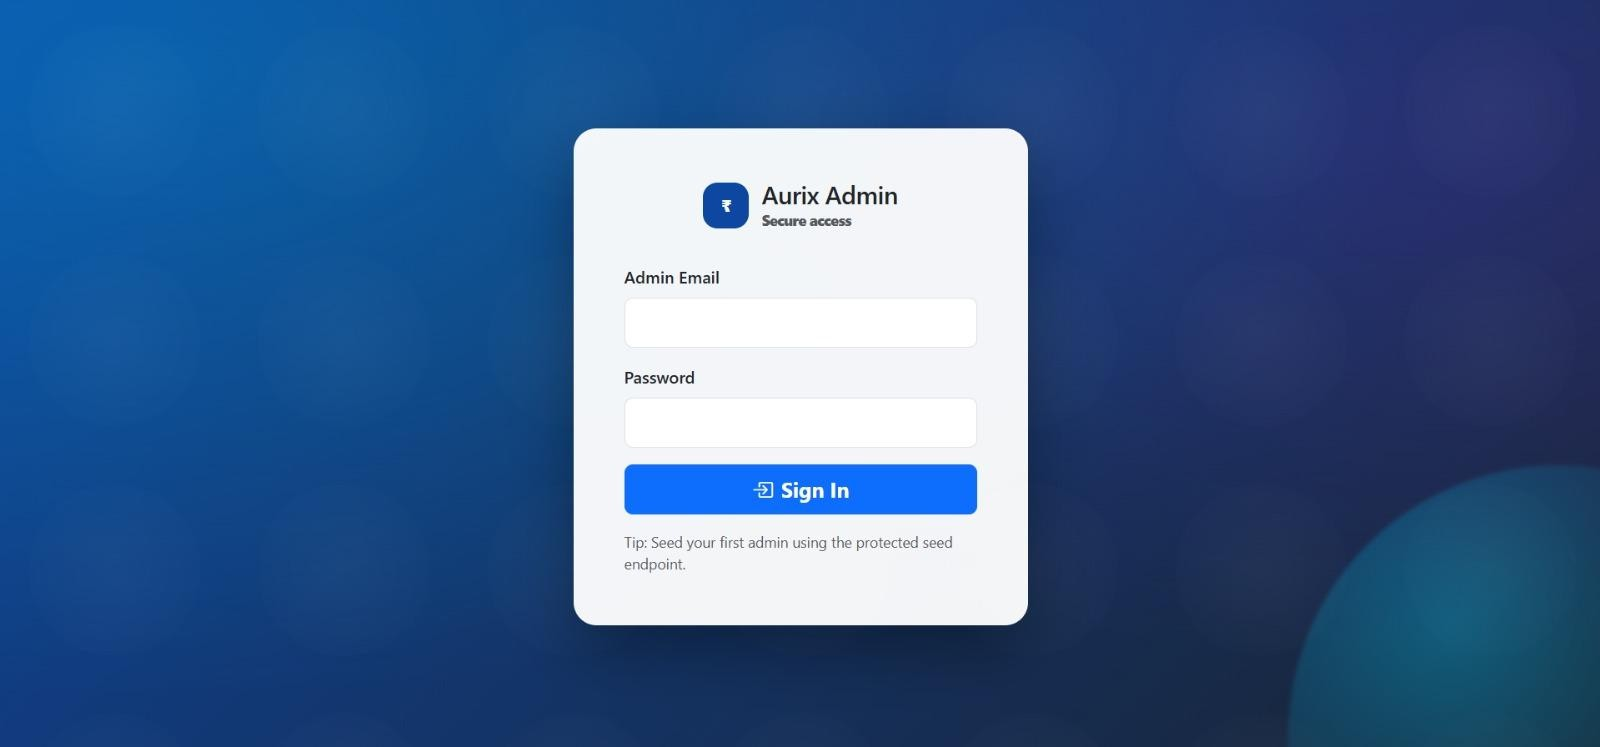 ₹
Aurix Admin
Secure access
Admin Email
Password
Sign In
Tip: Seed your first admin using the protected seed
endpoint.